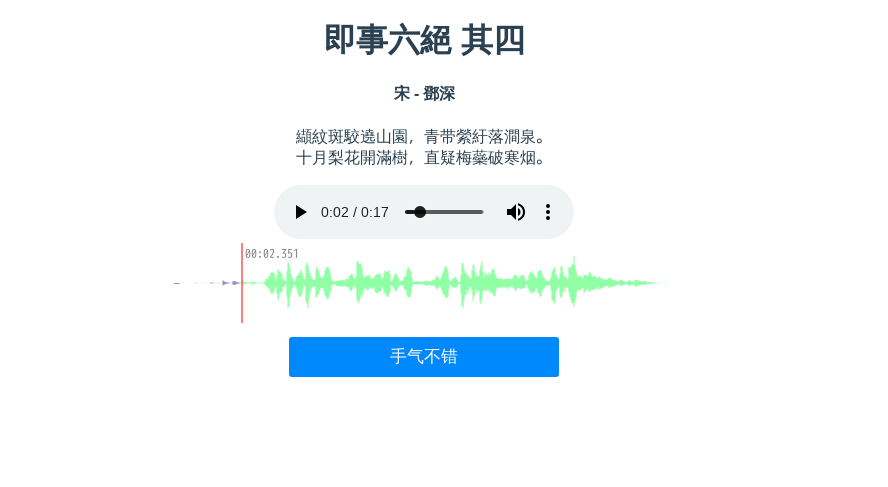 即事六絕 其四
宋 - 鄧深
纈紋斑駮遶山園，青带縈紆落澗泉。
十月梨花開滿樹，直疑梅蘂破寒烟。
0:02 / 0:17
00:02.351
手气不错